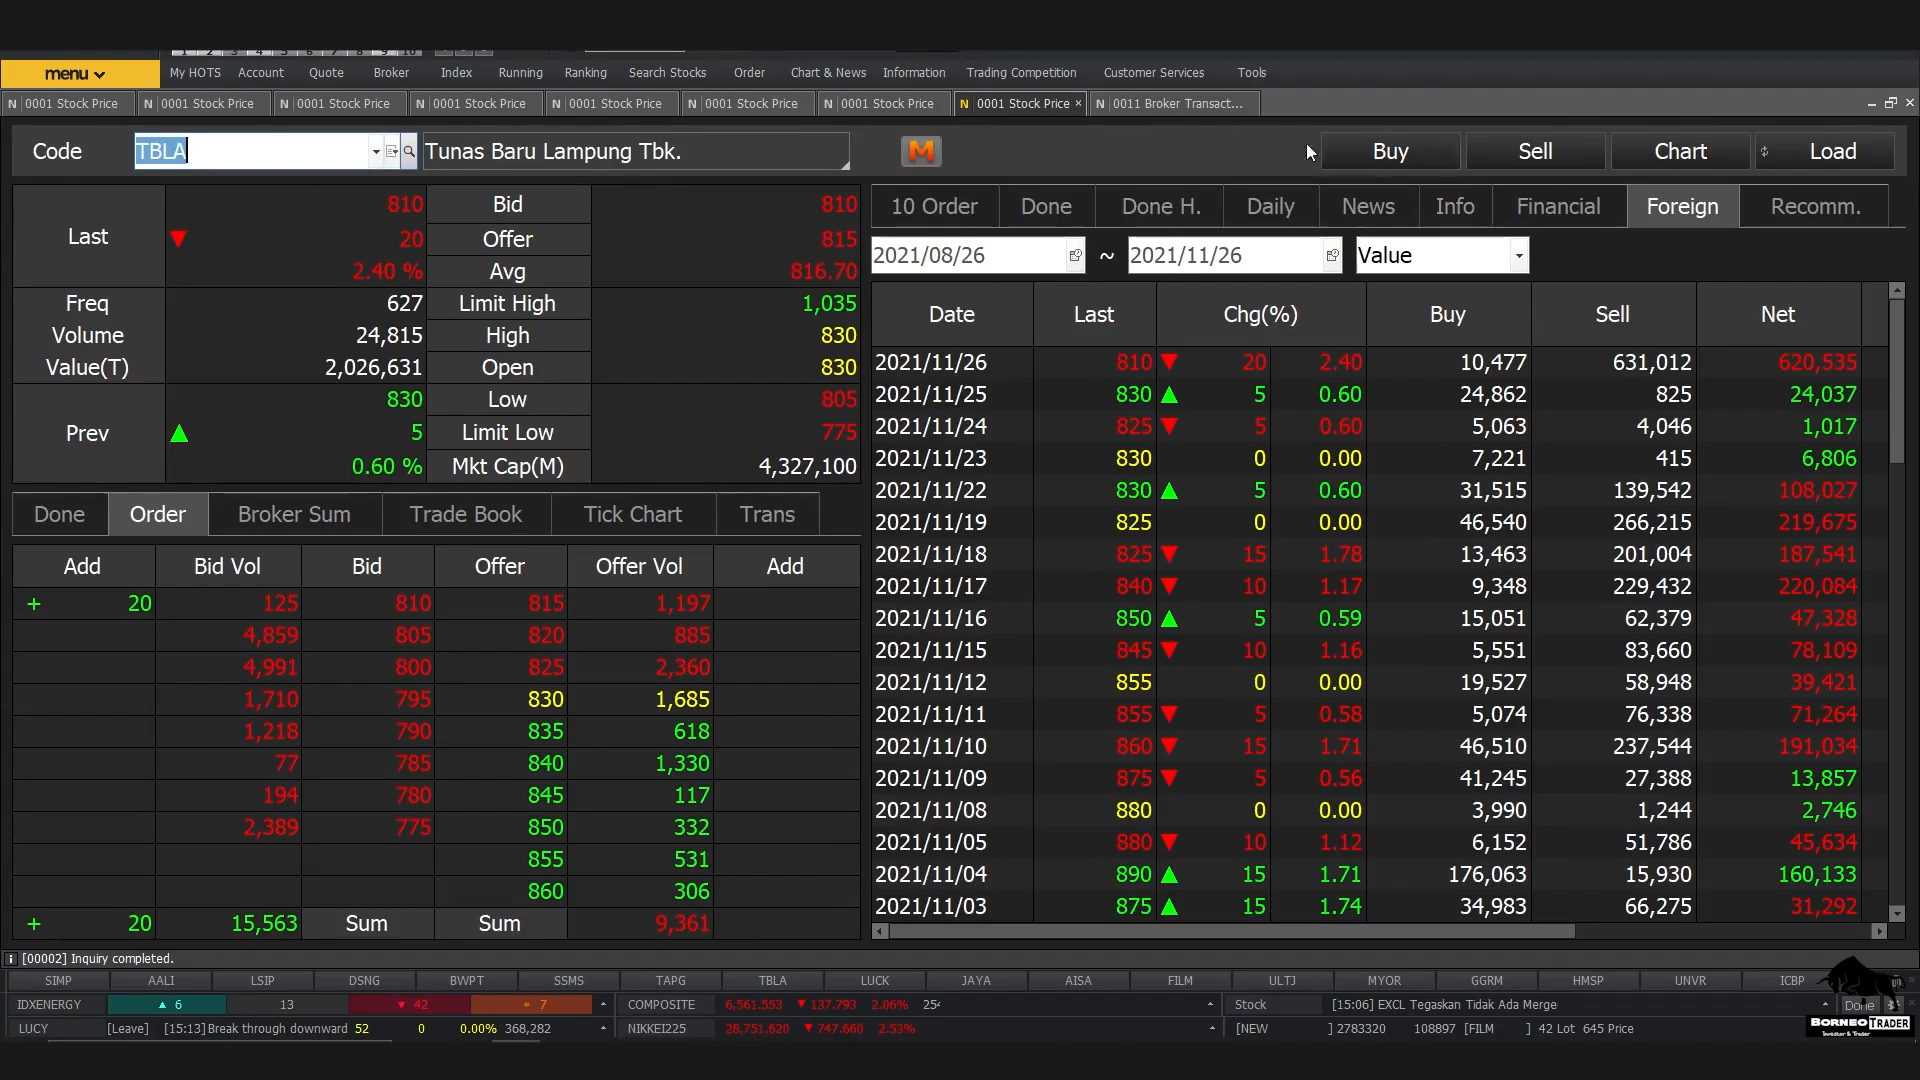 menu My HOTS Account Quote Broker Index Running Ranking Search Stocks Order Chart & News Information Trading Competition Customer Services Tools
N 0001 Stock Price N 0001 Stock Price N 0001 Stock Price N 0001 Stock Price N 0001 Stock Price N 0001 Stock Price N 0001 Stock Price N 0001 Stock Price × N 0011 Broker Transact...
Code TBLA Tunas Baru Lampung Tbk. Buy Sell Chart Load
Last 810 Bid 810
▼ 20 Offer 815
2.40 % Avg 816.70
Freq 627 Limit High 1,035
Volume 24,815 High 830
Value(T) 2,026,631 Open 830
Prev 830 Low 805
▲ 5 Limit Low 775
0.60 % Mkt Cap(M) 4,327,100
Done Order Broker Sum Trade Book Tick Chart Trans
Add Bid Vol Bid Offer Offer Vol Add
+ 20 125 810 815 1,197
4,859 805 820 885
4,991 800 825 2,360
1,710 795 830 1,685
1,218 790 835 618
77 785 840 1,330
194 780 845 117
2,389 775 850 332
855 531
860 306
+ 20 15,563 Sum Sum 9,361
10 Order Done Done H. Daily News Info Financial Foreign Recomm.
2021/08/26 ~ 2021/11/26 Value
Date Last Chg(%) Buy Sell Net
2021/11/26 810 ▼ 20 2.40 10,477 631,012 620,535
2021/11/25 830 ▲ 5 0.60 24,862 825 24,037
2021/11/24 825 ▼ 5 0.60 5,063 4,046 1,017
2021/11/23 830 0 0.00 7,221 415 6,806
2021/11/22 830 ▲ 5 0.60 31,515 139,542 108,027
2021/11/19 825 0 0.00 46,540 266,215 219,675
2021/11/18 825 ▼ 15 1.78 13,463 201,004 187,541
2021/11/17 840 ▼ 10 1.17 9,348 229,432 220,084
2021/11/16 850 ▲ 5 0.59 15,051 62,379 47,328
2021/11/15 845 ▼ 10 1.16 5,551 83,660 78,109
2021/11/12 855 0 0.00 19,527 58,948 39,421
2021/11/11 855 ▼ 5 0.58 5,074 76,338 71,264
2021/11/10 860 ▼ 15 1.71 46,510 237,544 191,034
2021/11/09 875 ▼ 5 0.56 41,245 27,388 13,857
2021/11/08 880 0 0.00 3,990 1,244 2,746
2021/11/05 880 ▼ 10 1.12 6,152 51,786 45,634
2021/11/04 890 ▲ 15 1.71 176,063 15,930 160,133
2021/11/03 875 ▲ 15 1.74 34,983 66,275 31,292
[00002] Inquiry completed.
SIMP AALI LSIP DSNG BWPT SSMS TAPG TBLA LUCK JAYA AISA FILM ULTJ MYOR GGRM HMSP UNVR ICBP
IDXENERGY ▲ 6 13 ▼ 42 * 7 COMPOSITE 6,561.553 ▼ 137.793 2.06% 254 Stock [15:06] EXCL Tegaskan Tidak Ada Merge Done
LUCY [Leave] [15:13]Break through downward 52 0 0.00% 368,282 NIKKEI225 28,751.620 ▼ 747.660 2.53% [NEW ] 2783320 108897 [FILM ] 42 Lot 645 Price
BORNEO TRADER
Investor & Trader